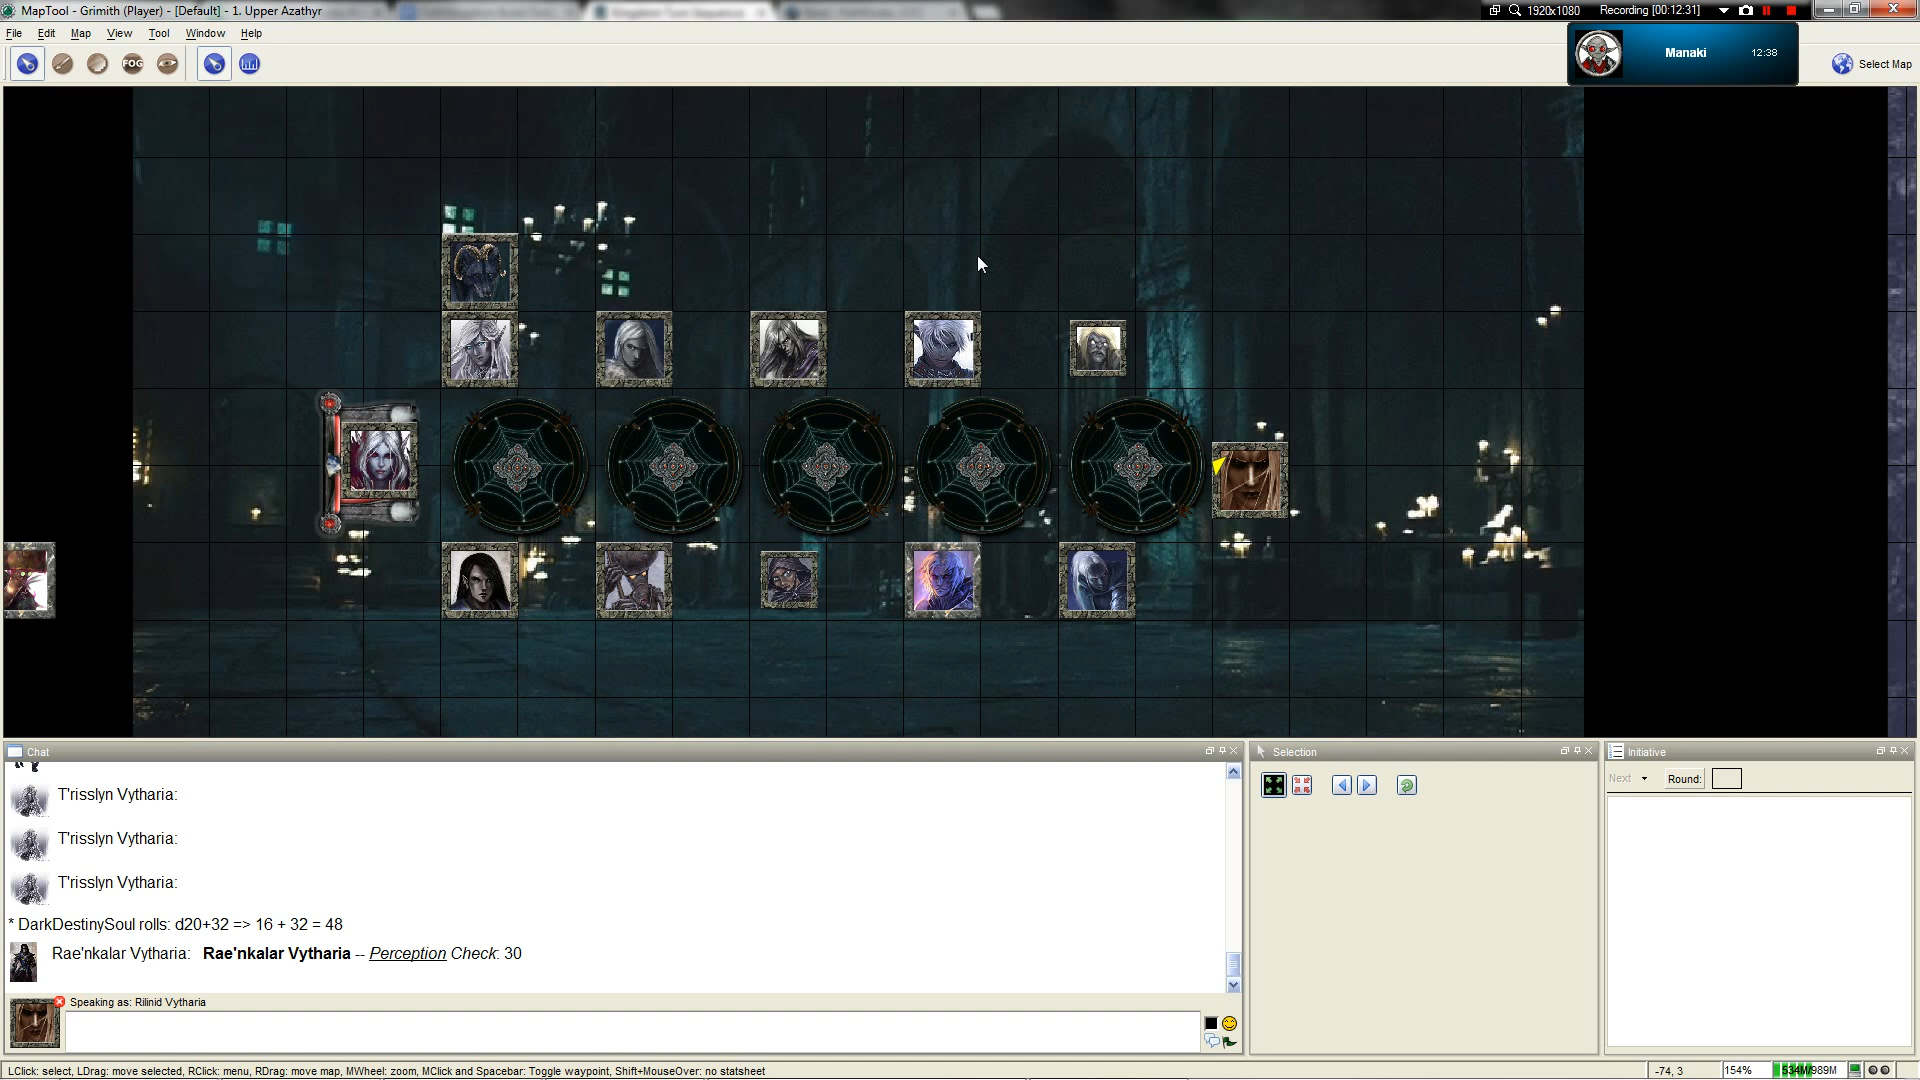 MapTool - Grimith (Player) - [Default] - 1. Upper Azathyr
1920x1080
Recording [00:12:31]
File Edit Map View Tool Window Help
FOG
Manaki
12:38
Select Map
Chat
Selection
Initiative
Next
Round:
T'risslyn Vytharia:
T'risslyn Vytharia:
T'risslyn Vytharia:
* DarkDestinySoul rolls: d20+32 => 16 + 32 = 48
Rae'nkalar Vytharia: Rae'nkalar Vytharia -- Perception Check: 30
Speaking as: Rilinid Vytharia
LClick: select, LDrag: move selected, RClick: menu, RDrag: move map, MWheel: zoom, MClick and Spacebar: Toggle waypoint, Shift+MouseOver: no statsheet
-74, 3
154%
534M/989M